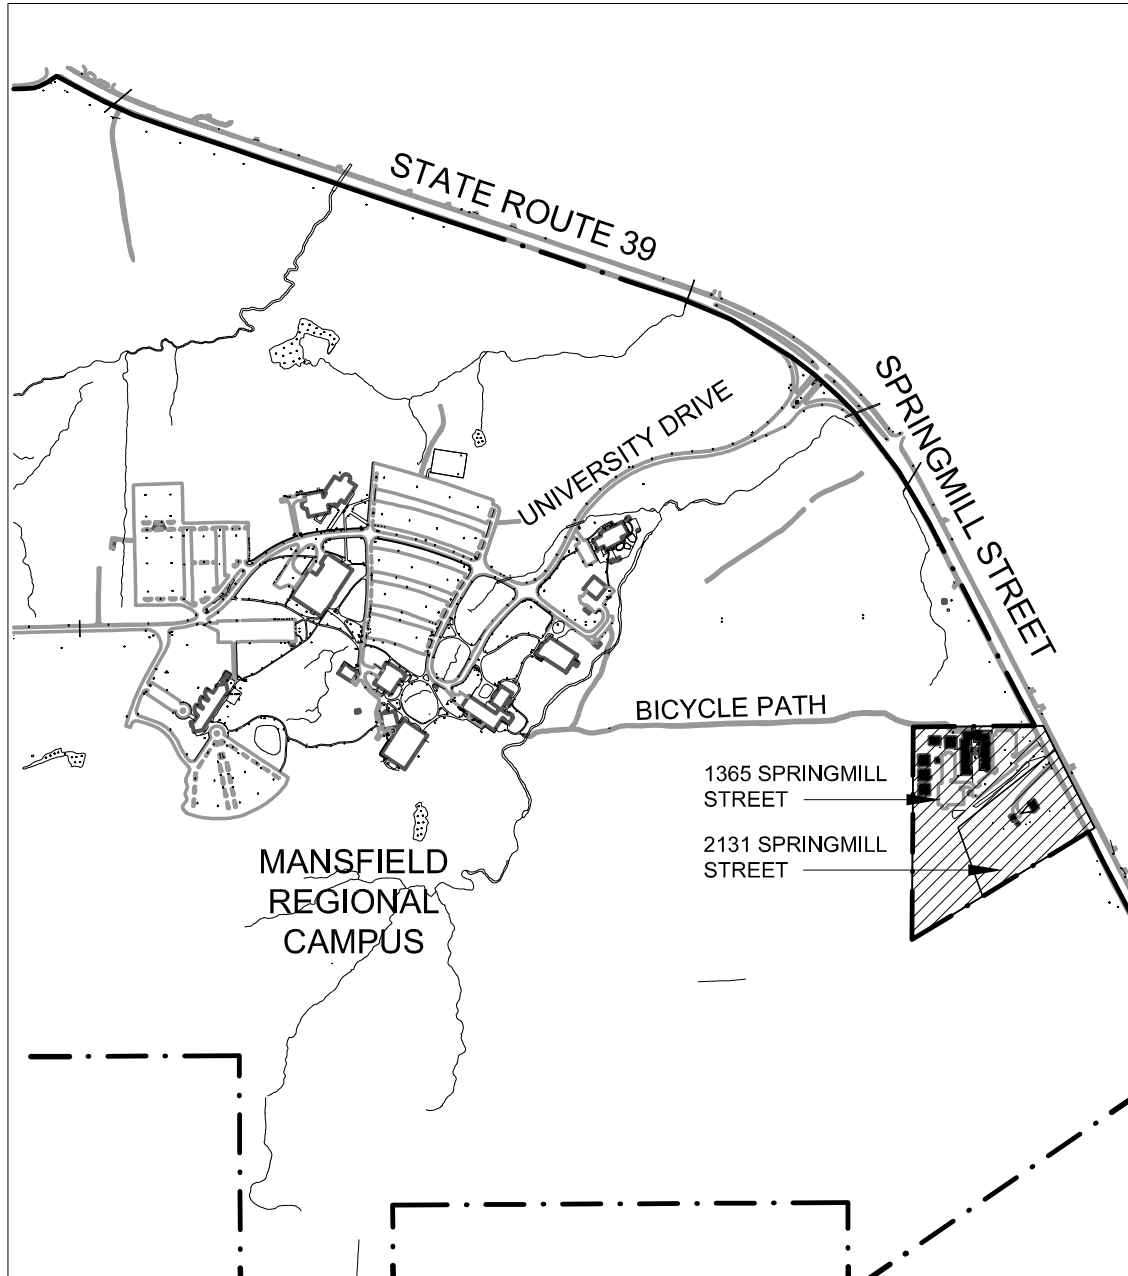 STATE ROUTE 39
SPRINGMILL STREET
UNIVERSITY DRIVE
BICYCLE PATH
1365 SPRINGMILL
STREET
2131 SPRINGMILL
STREET
MANSFIELD
REGIONAL
CAMPUS